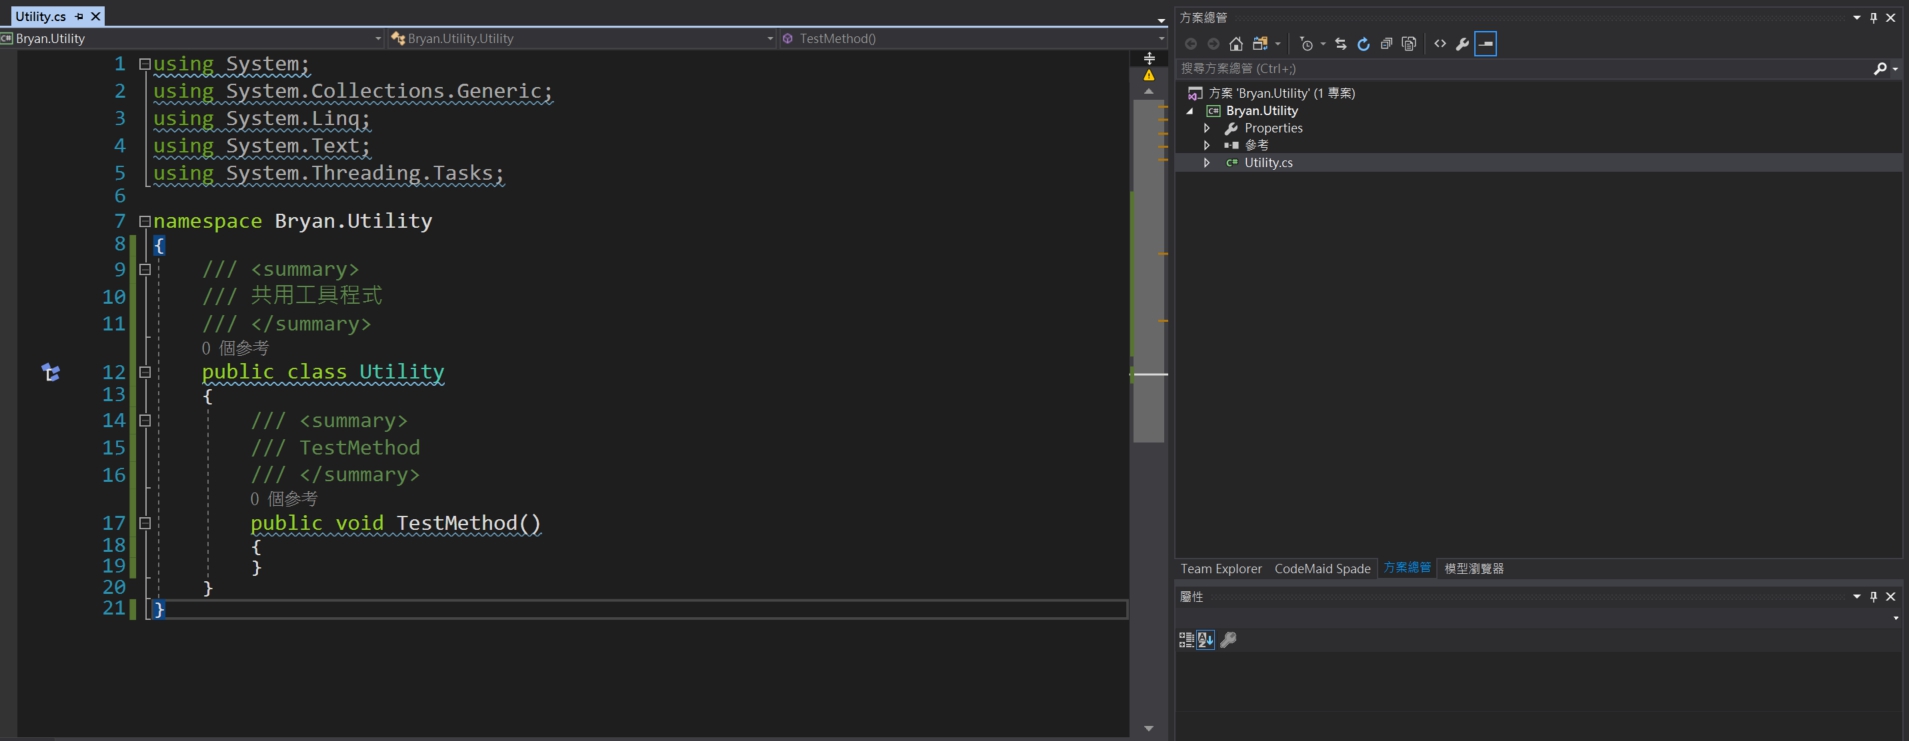 Utility.cs
Bryan.Utility
Bryan.Utility.Utility
TestMethod()
1 using System;
2 using System.Collections.Generic;
3 using System.Linq;
4 using System.Text;
5 using System.Threading.Tasks;
6
7 namespace Bryan.Utility
8 {
9 /// <summary>
10 /// 共用工具程式
11 /// </summary>
0 個參考
12 public class Utility
13 {
14 /// <summary>
15 /// TestMethod
16 /// </summary>
0 個參考
17 public void TestMethod()
18 {
19 }
20 }
21 }
方案總管
搜尋方案總管 (Ctrl+;)
方案 'Bryan.Utility' (1 專案)
C# Bryan.Utility
Properties
參考
C# Utility.cs
Team Explorer CodeMaid Spade 方案總管 模型瀏覽器
屬性